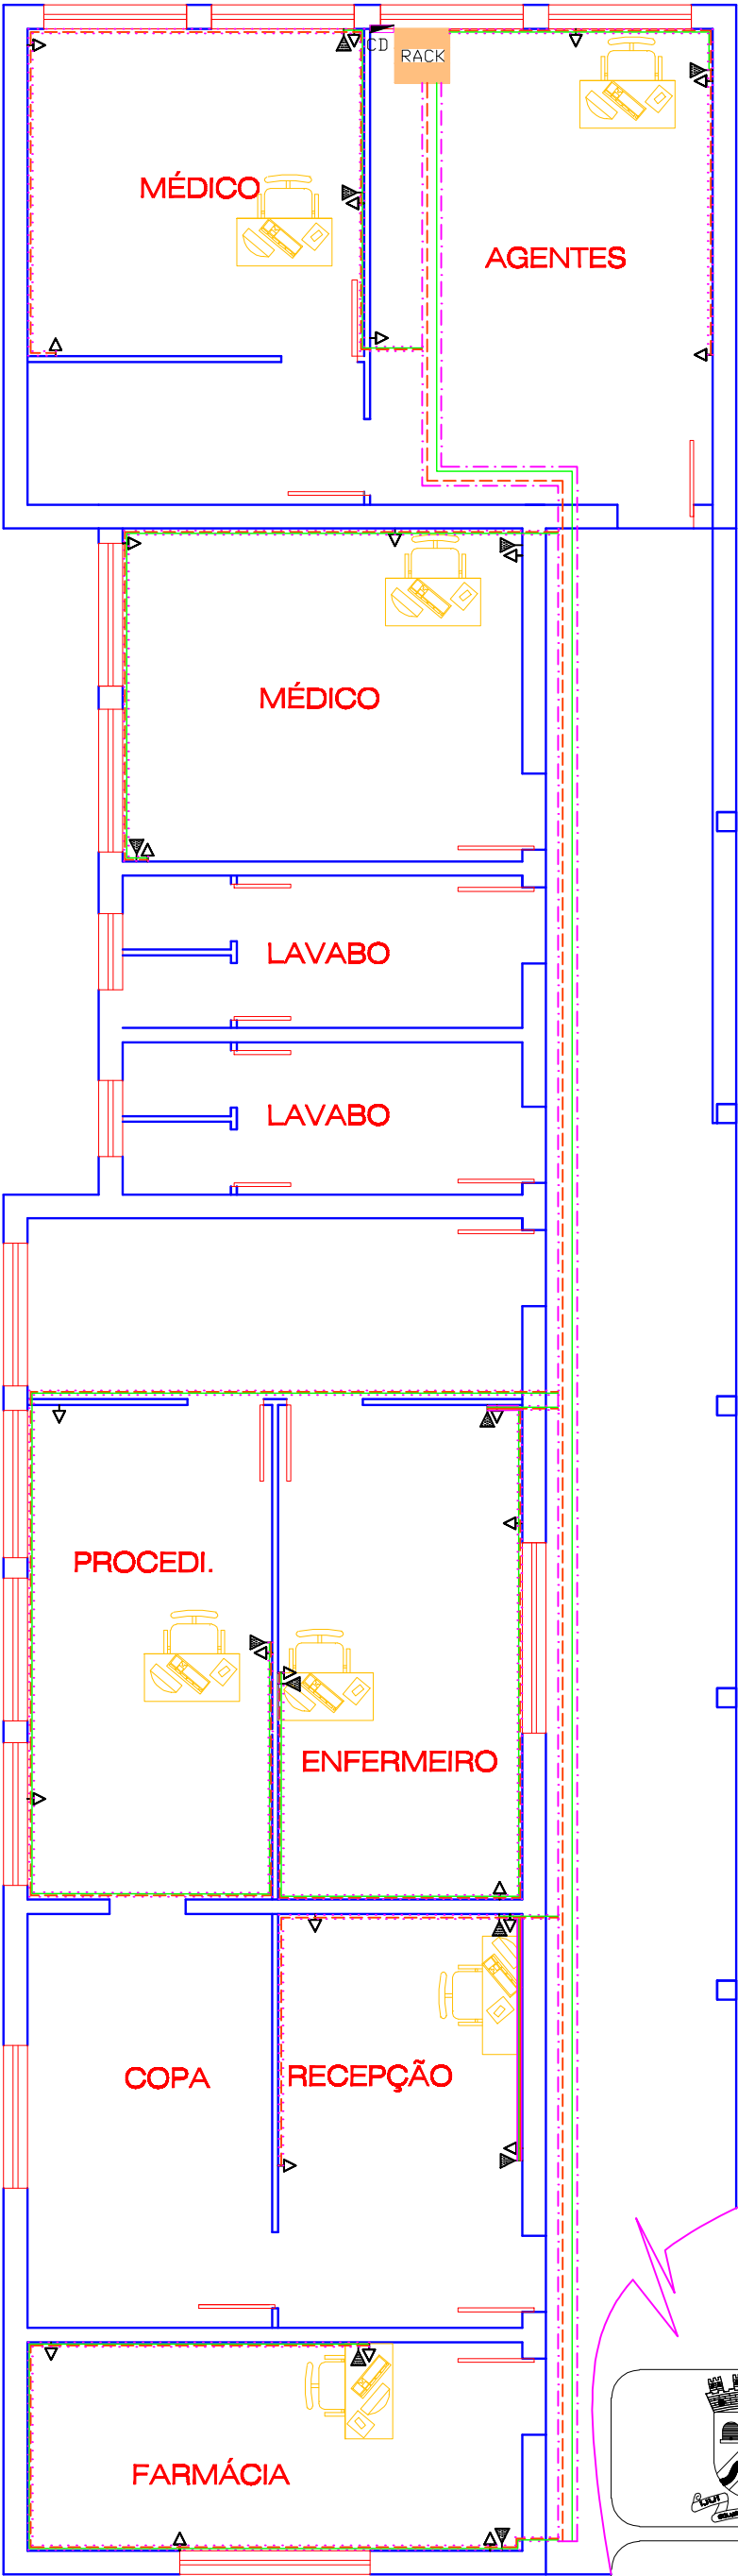 CD
RACK
MÉDICO
AGENTES
MÉDICO
LAVABO
LAVABO
PROCEDI.
ENFERMEIRO
COPA
RECEPÇÃO
FARMÁCIA